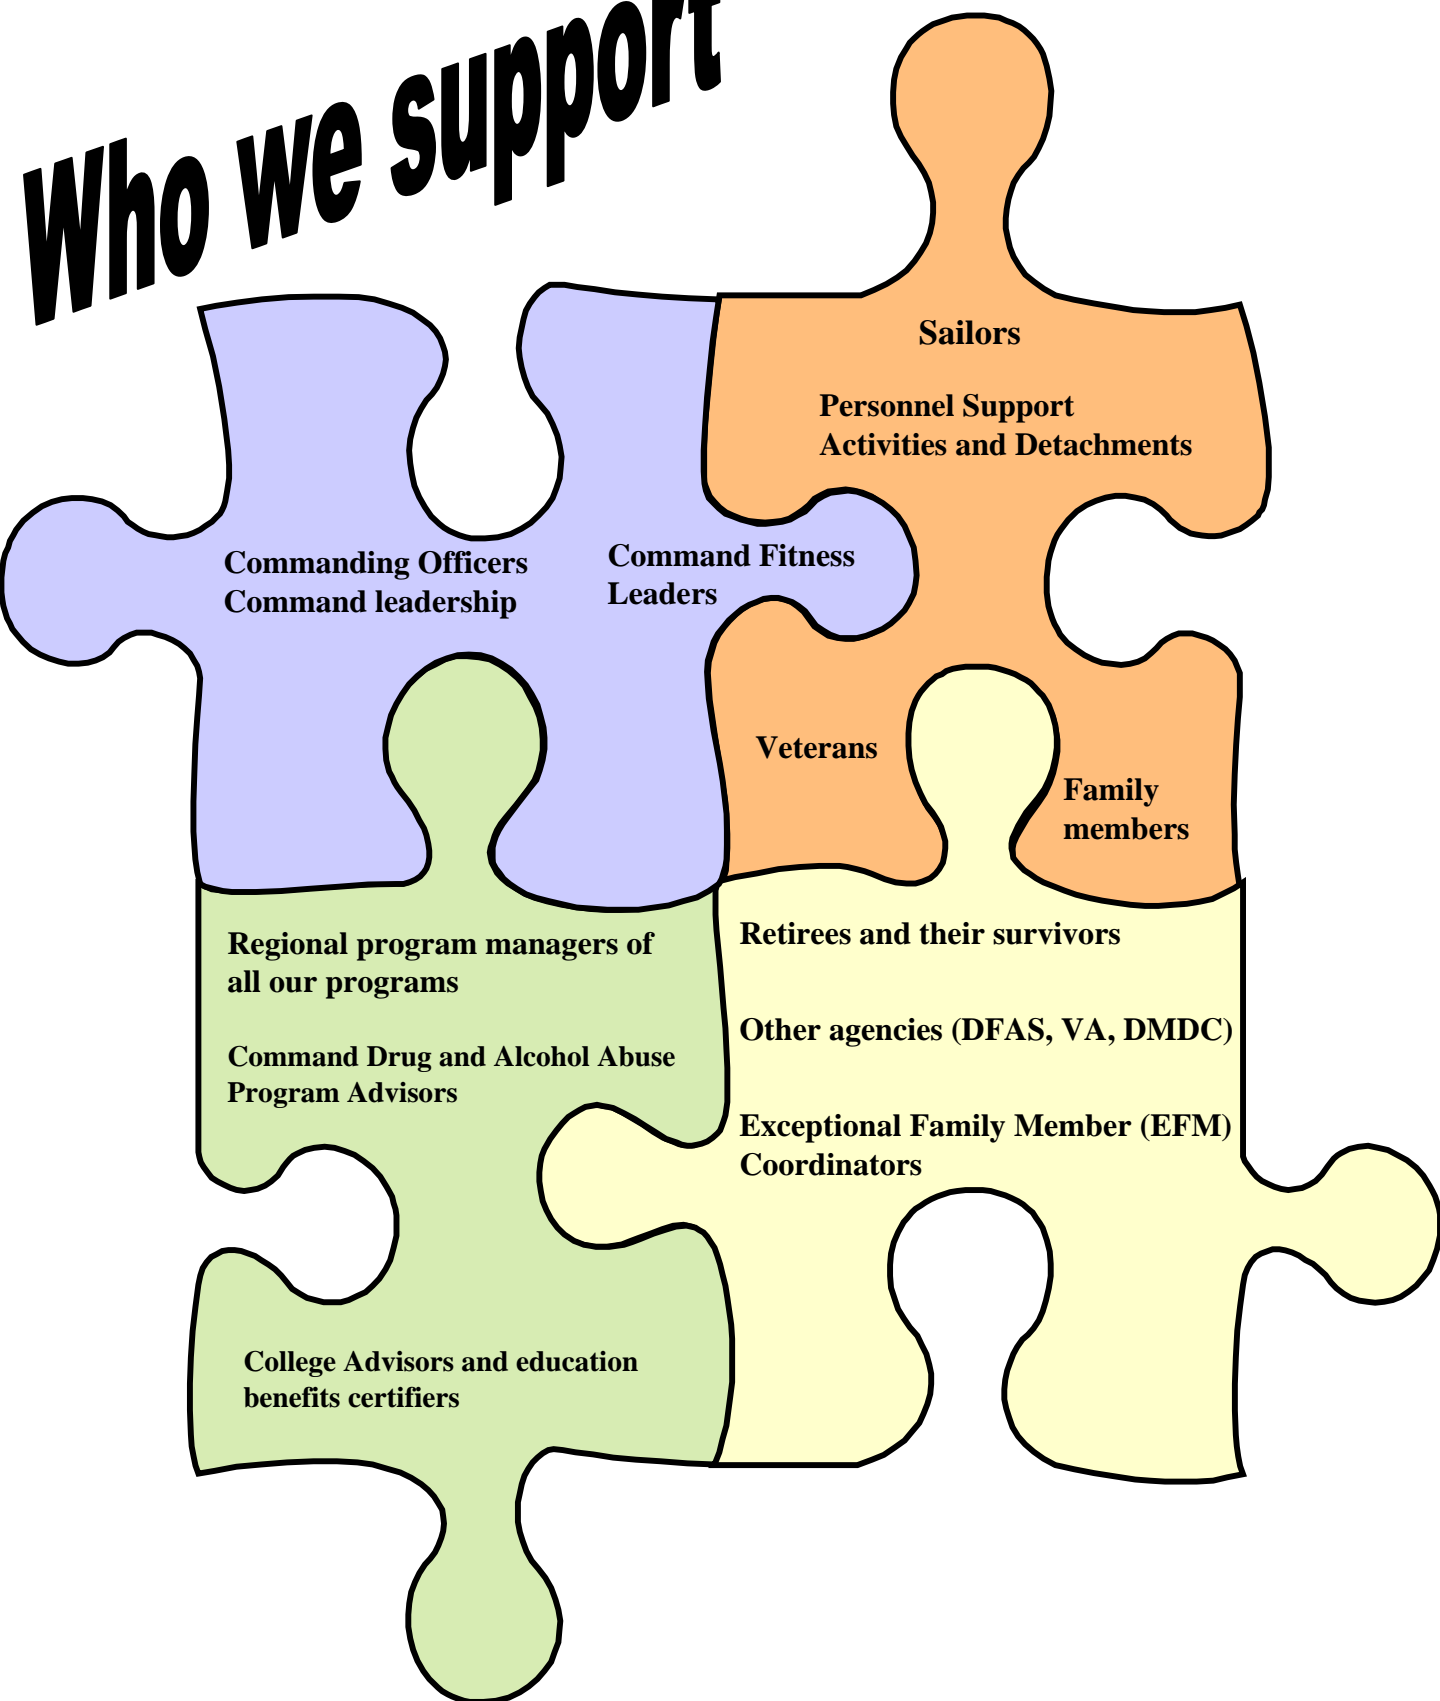 Who we support
Sailors
Personnel Support
Activities and Detachments
Commanding Officers
Command leadership
Command Fitness
Leaders
Veterans
Family
members
Regional program managers of
all our programs
Command Drug and Alcohol Abuse
Program Advisors
College Advisors and education
benefits certifiers
Retirees and their survivors
Other agencies (DFAS, VA, DMDC)
Exceptional Family Member (EFM)
Coordinators